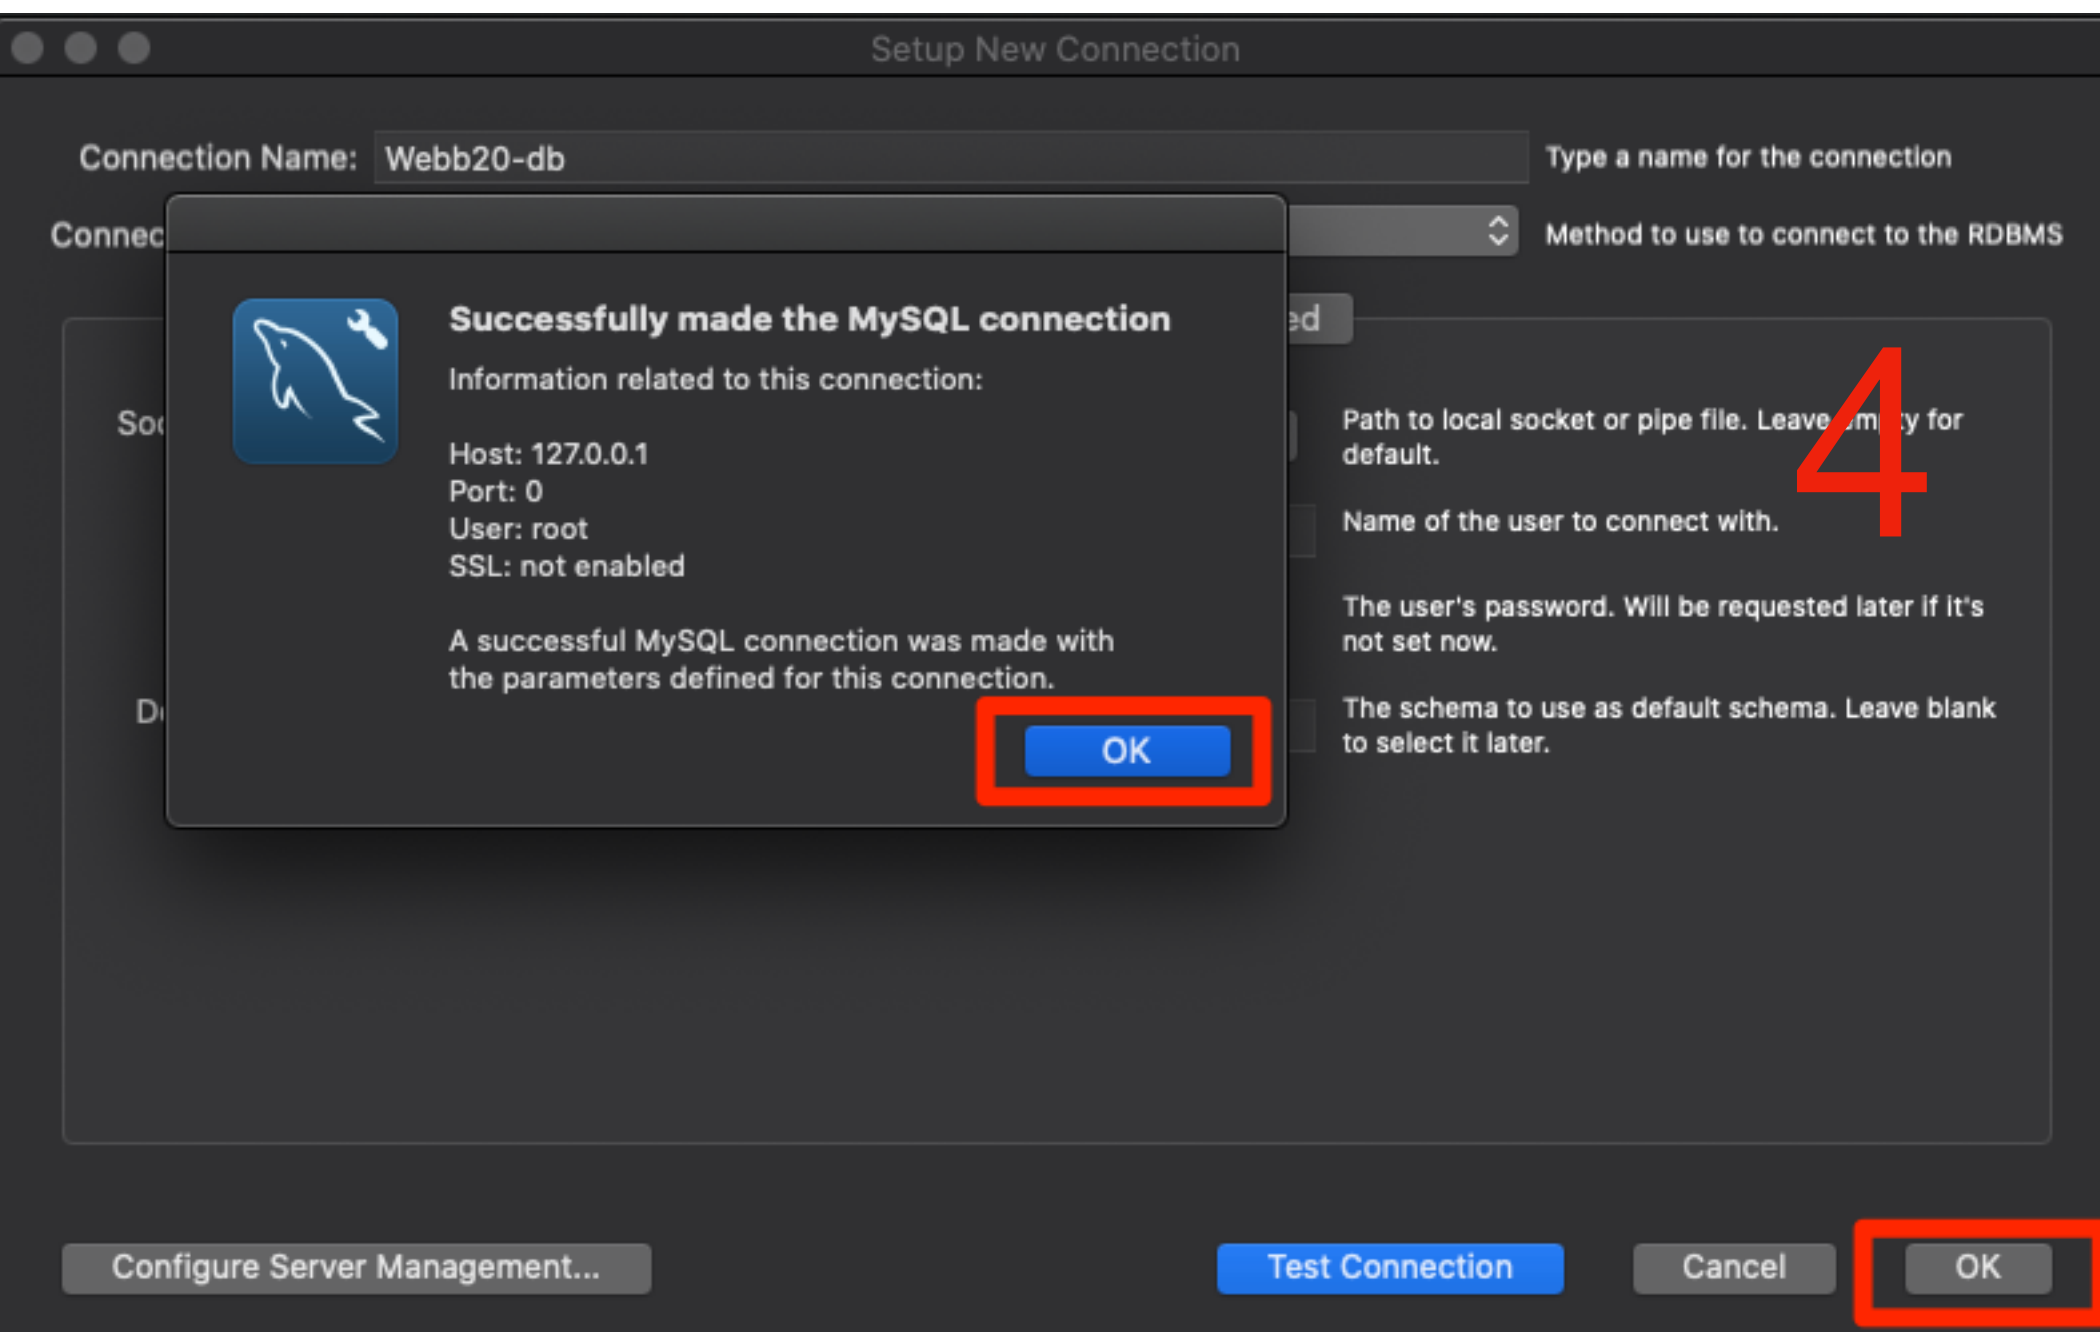 Setup New Connection
Connection Name: Webb20-db Type a name for the connection
Connec Method to use to connect to the RDBMS
Successfully made the MySQL connection
Information related to this connection:
Host: 127.0.0.1
Port: 0
User: root
SSL: not enabled
A successful MySQL connection was made with
the parameters defined for this connection.
OK
ed
4
Path to local socket or pipe file. Leave empty for
default.
Name of the user to connect with.
The user's password. Will be requested later if it's
not set now.
The schema to use as default schema. Leave blank
to select it later.
Configure Server Management... Test Connection Cancel OK